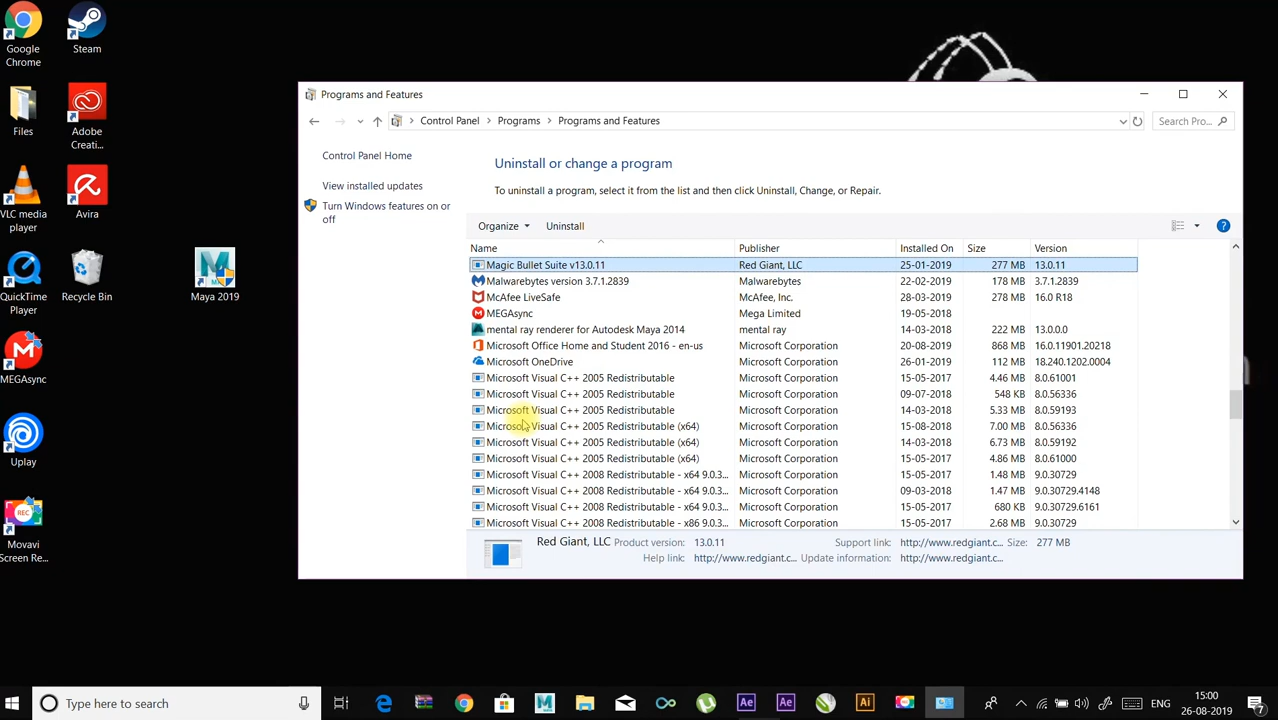 Google
Chrome
Steam
Files
Adobe
Creati...
VLC media
player
Avira
QuickTime
Player
Recycle Bin
Maya 2019
MEGAsync
Uplay
REC
Movavi
Screen Re...
Programs and Features
Control Panel > Programs > Programs and Features
Search Pro...
Control Panel Home
View installed updates
Turn Windows features on or
off
Uninstall or change a program
To uninstall a program, select it from the list and then click Uninstall, Change, or Repair.
Organize Uninstall
Name Publisher Installed On Size Version
Magic Bullet Suite v13.0.11 Red Giant, LLC 25-01-2019 277 MB 13.0.11
Malwarebytes version 3.7.1.2839 Malwarebytes 22-02-2019 178 MB 3.7.1.2839
McAfee LiveSafe McAfee, Inc. 28-03-2019 278 MB 16.0 R18
MEGAsync Mega Limited 19-05-2018
mental ray renderer for Autodesk Maya 2014 mental ray 14-03-2018 222 MB 13.0.0.0
Microsoft Office Home and Student 2016 - en-us Microsoft Corporation 20-08-2019 868 MB 16.0.11901.20218
Microsoft OneDrive Microsoft Corporation 26-01-2019 112 MB 18.240.1202.0004
Microsoft Visual C++ 2005 Redistributable Microsoft Corporation 15-05-2017 4.46 MB 8.0.61001
Microsoft Visual C++ 2005 Redistributable Microsoft Corporation 09-07-2018 548 KB 8.0.56336
Microsoft Visual C++ 2005 Redistributable Microsoft Corporation 14-03-2018 5.33 MB 8.0.59193
Microsoft Visual C++ 2005 Redistributable (x64) Microsoft Corporation 15-08-2018 7.00 MB 8.0.56336
Microsoft Visual C++ 2005 Redistributable (x64) Microsoft Corporation 14-03-2018 6.73 MB 8.0.59192
Microsoft Visual C++ 2005 Redistributable (x64) Microsoft Corporation 15-05-2017 4.86 MB 8.0.61000
Microsoft Visual C++ 2008 Redistributable - x64 9.0.3... Microsoft Corporation 15-05-2017 1.48 MB 9.0.30729
Microsoft Visual C++ 2008 Redistributable - x64 9.0.3... Microsoft Corporation 09-03-2018 1.47 MB 9.0.30729.4148
Microsoft Visual C++ 2008 Redistributable - x64 9.0.3... Microsoft Corporation 15-05-2017 680 KB 9.0.30729.6161
Microsoft Visual C++ 2008 Redistributable - x86 9.0.3... Microsoft Corporation 15-05-2017 2.68 MB 9.0.30729
Red Giant, LLC Product version: 13.0.11 Support link: http://www.redgiant.c... Size: 277 MB
Help link: http://www.redgiant.c... Update information: http://www.redgiant.c...
Type here to search
Ae
Ae
Ai
ENG
15:00
26-08-2019
7